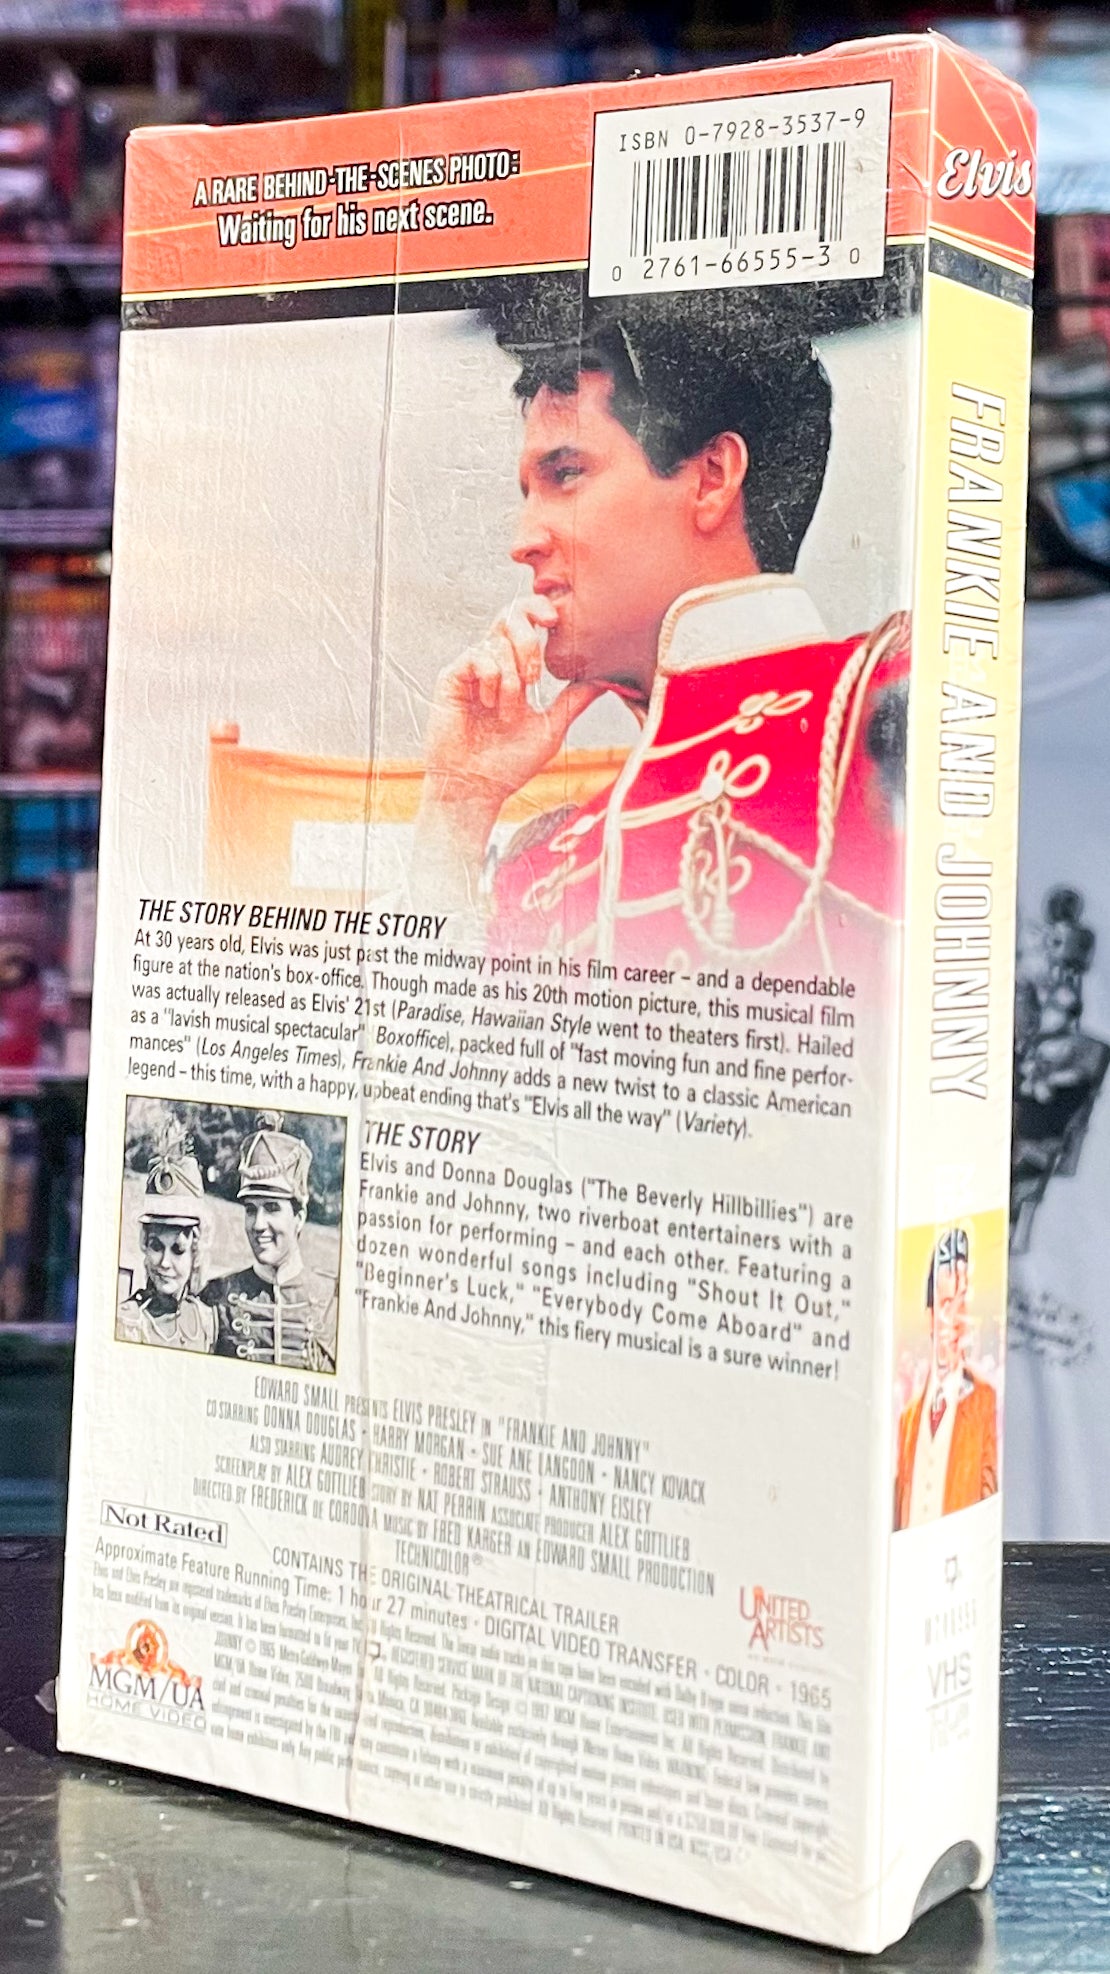 A RARE BEHIND-THE-SCENES PHOTO:
Waiting for his next scene.
ISBN 0-7928-3537-9
0 2761-66555-3 0
THE STORY BEHIND THE STORY
At 30 years old, Elvis was just past the midway point in his film career – and a dependable
figure at the nation's box-office. Though made as his 20th motion picture, this musical film
was actually released as Elvis' 21st (Paradise, Hawaiian Style went to theaters first). Hailed
as a "lavish musical spectacular" Boxoffice), packed full of "fast moving fun and fine perfor-
mances" (Los Angeles Times), Frankie And Johnny adds a new twist to a classic American
legend – this time, with a happy, upbeat ending that's "Elvis all the way" (Variety).
THE STORY
Elvis and Donna Douglas ("The Beverly Hillbillies") are
Frankie and Johnny, two riverboat entertainers with a
passion for performing – and each other. Featuring a
dozen wonderful songs including "Shout It Out,"
"Beginner's Luck," "Everybody Come Aboard" and
"Frankie And Johnny," this fiery musical is a sure winner!
EDWARD SMALL PRESENTS ELVIS PRESLEY IN "FRANKIE AND JOHNNY"
CO STARRING DONNA DOUGLAS · HARRY MORGAN · SUE ANE LANGDON · NANCY KOVACK
ALSO STARRING AUDREY CHRISTIE · ROBERT STRAUSS · ANTHONY EISLEY
SCREENPLAY BY ALEX GOTTLIEB STORY BY NAT PERRIN ASSOCIATE PRODUCER ALEX GOTTLIEB
DIRECTED BY FREDERICK DE CORDOVA MUSIC BY FRED KARGER AN EDWARD SMALL PRODUCTION
TECHNICOLOR®
Not Rated
CONTAINS THE ORIGINAL THEATRICAL TRAILER
Approximate Feature Running Time: 1 hour 27 minutes · DIGITAL VIDEO TRANSFER · COLOR · 1965
UNITED
ARTISTS
MGM/UA
HOME VIDEO
Elvis
FRANKIE AND JOHNNY
VHS